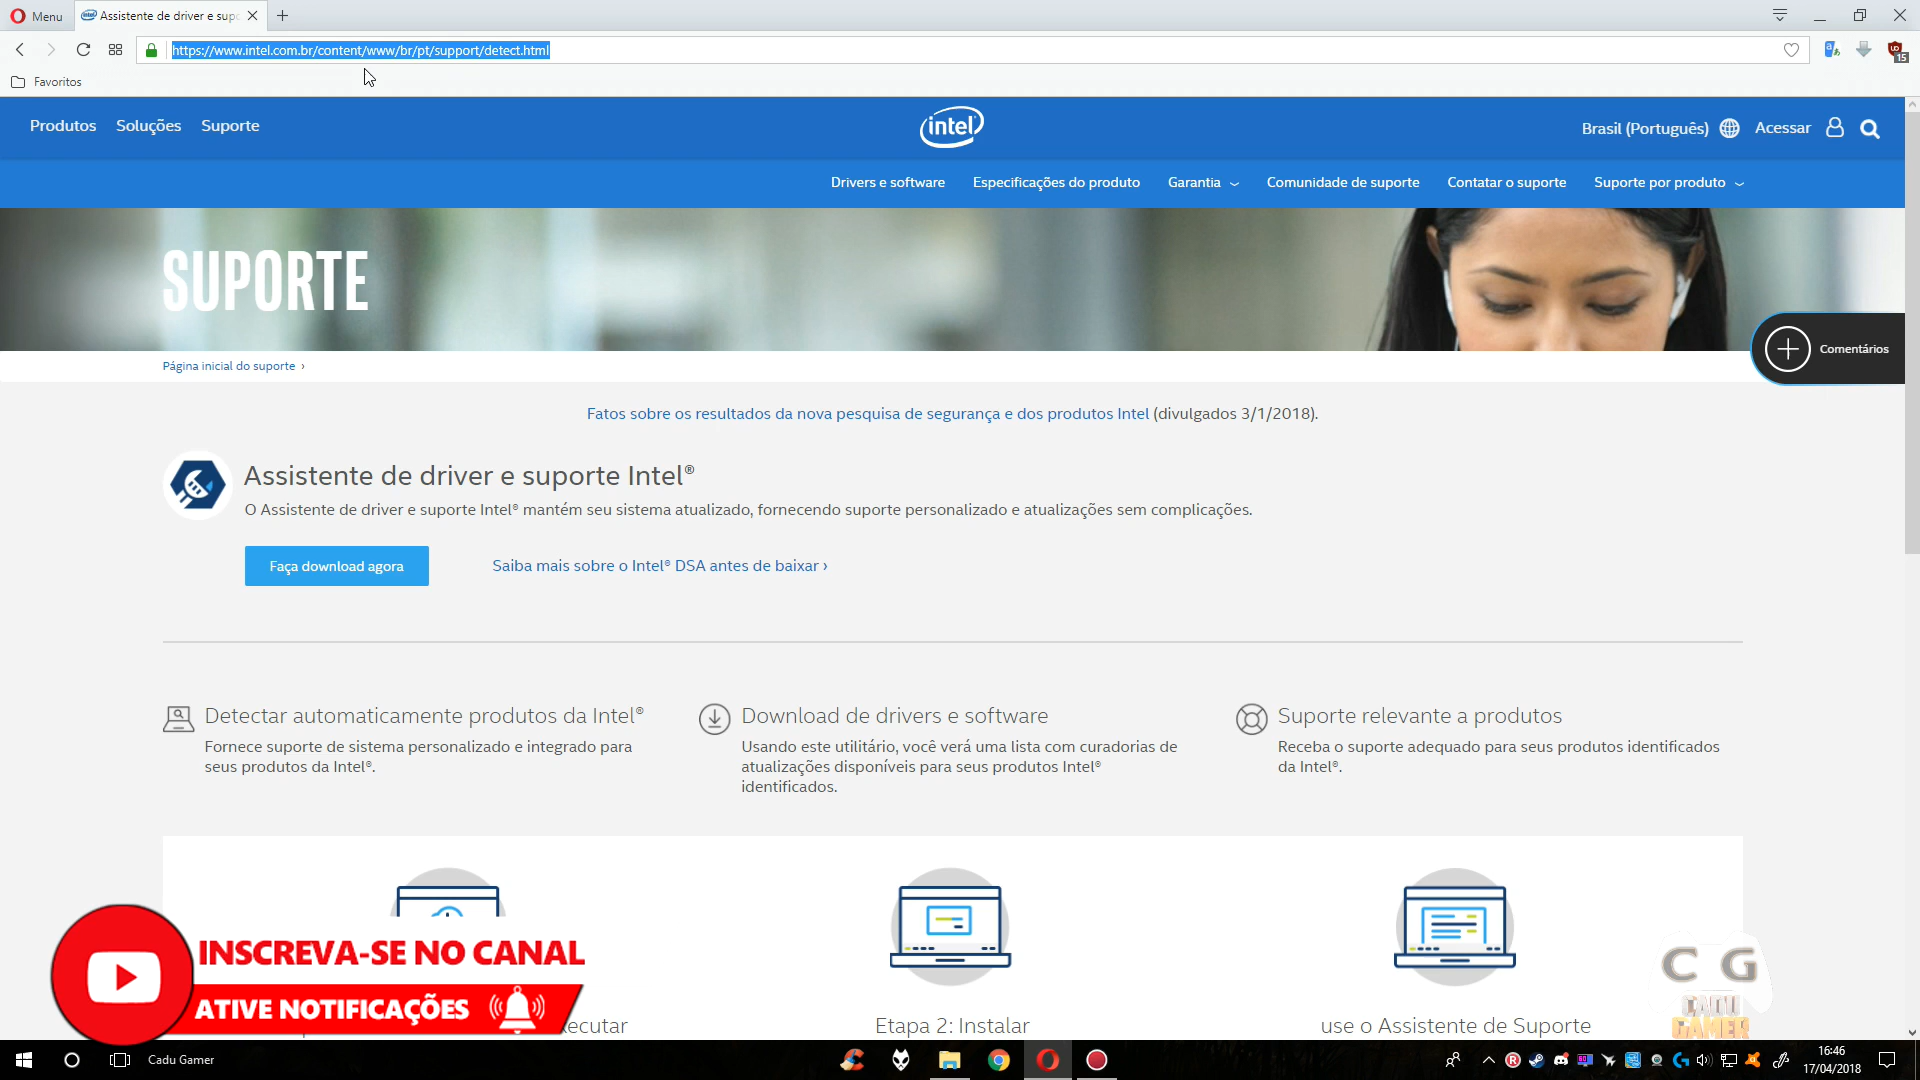 Menu
Assistente de driver e supo
https://www.intel.com.br/content/www/br/pt/support/detect.html
15
Favoritos
Produtos Soluções Suporte
intel
Brasil (Português) Acessar
Drivers e software Especificações do produto Garantia Comunidade de suporte Contatar o suporte Suporte por produto
SUPORTE
Comentários
Página inicial do suporte ›
Fatos sobre os resultados da nova pesquisa de segurança e dos produtos Intel (divulgados 3/1/2018).
Assistente de driver e suporte Intel®
O Assistente de driver e suporte Intel® mantém seu sistema atualizado, fornecendo suporte personalizado e atualizações sem complicações.
Faça download agora
Saiba mais sobre o Intel® DSA antes de baixar ›
Detectar automaticamente produtos da Intel®
Fornece suporte de sistema personalizado e integrado para
seus produtos da Intel®.
Download de drivers e software
Usando este utilitário, você verá uma lista com curadorias de
atualizações disponíveis para seus produtos Intel®
identificados.
Suporte relevante a produtos
Receba o suporte adequado para seus produtos identificados
da Intel®.
INSCREVA-SE NO CANAL
ATIVE NOTIFICAÇÕES
ecutar
Etapa 2: Instalar
use o Assistente de Suporte
C G
CADU
GAMER
Cadu Gamer
16:46
17/04/2018